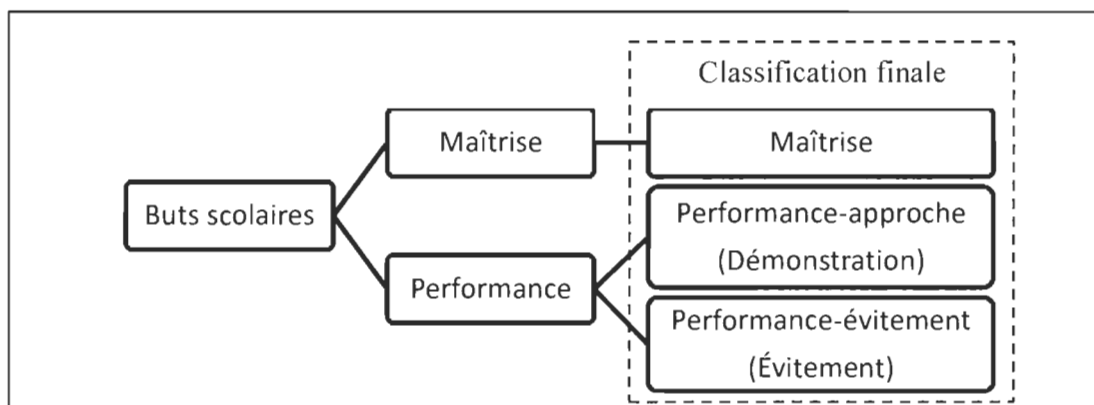 Classification finale
Maîtrise
Maîtrise
Buts scolaires
Performance-approche
(Démonstration)
Performance
Performance-évitement
(Évitement)